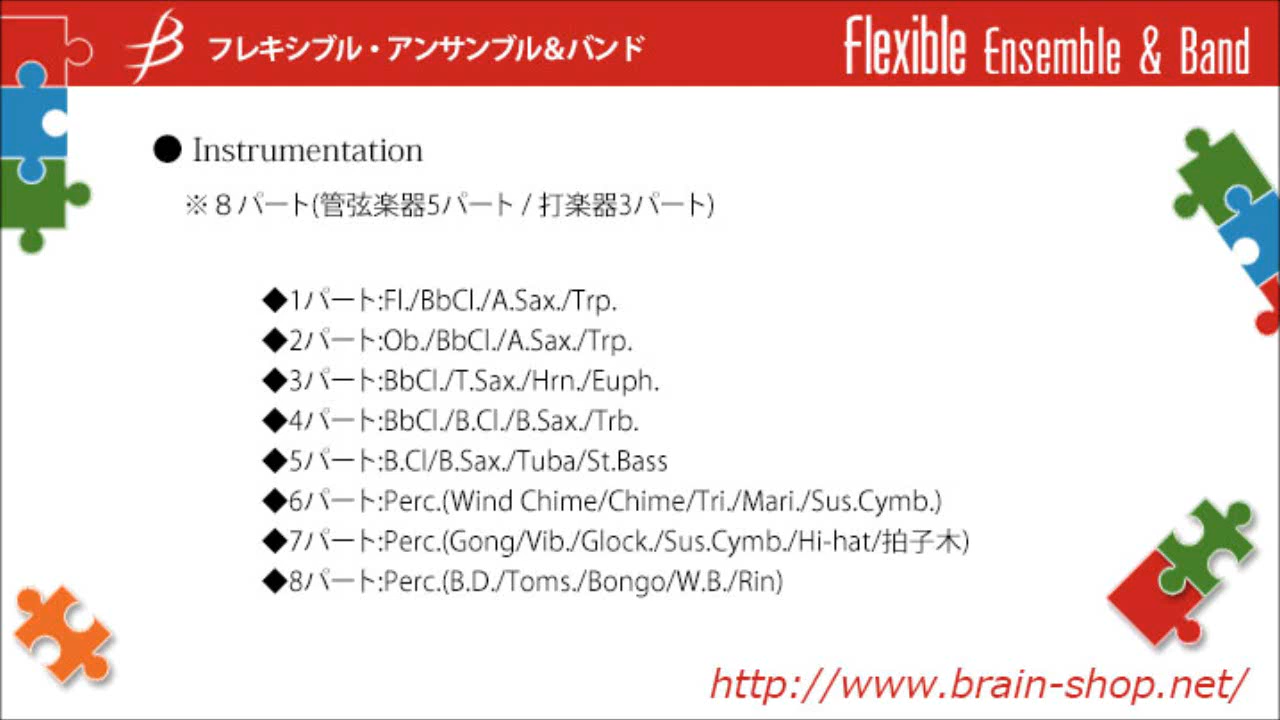 フレキシブル・アンサンブル&バンド
Flexible Ensemble & Band
● Instrumentation
※８パート(管弦楽器5パート / 打楽器3パート)
◆1パート:Fl./BbCl./A.Sax./Trp.
◆2パート:Ob./BbCl./A.Sax./Trp.
◆3パート:BbCl./T.Sax./Hrn./Euph.
◆4パート:BbCl./B.Cl./B.Sax./Trb.
◆5パート:B.Cl/B.Sax./Tuba/St.Bass
◆6パート:Perc.(Wind Chime/Chime/Tri./Mari./Sus.Cymb.)
◆7パート:Perc.(Gong/Vib./Glock./Sus.Cymb./Hi-hat/拍子木)
◆8パート:Perc.(B.D./Toms./Bongo/W.B./Rin)
http://www.brain-shop.net/